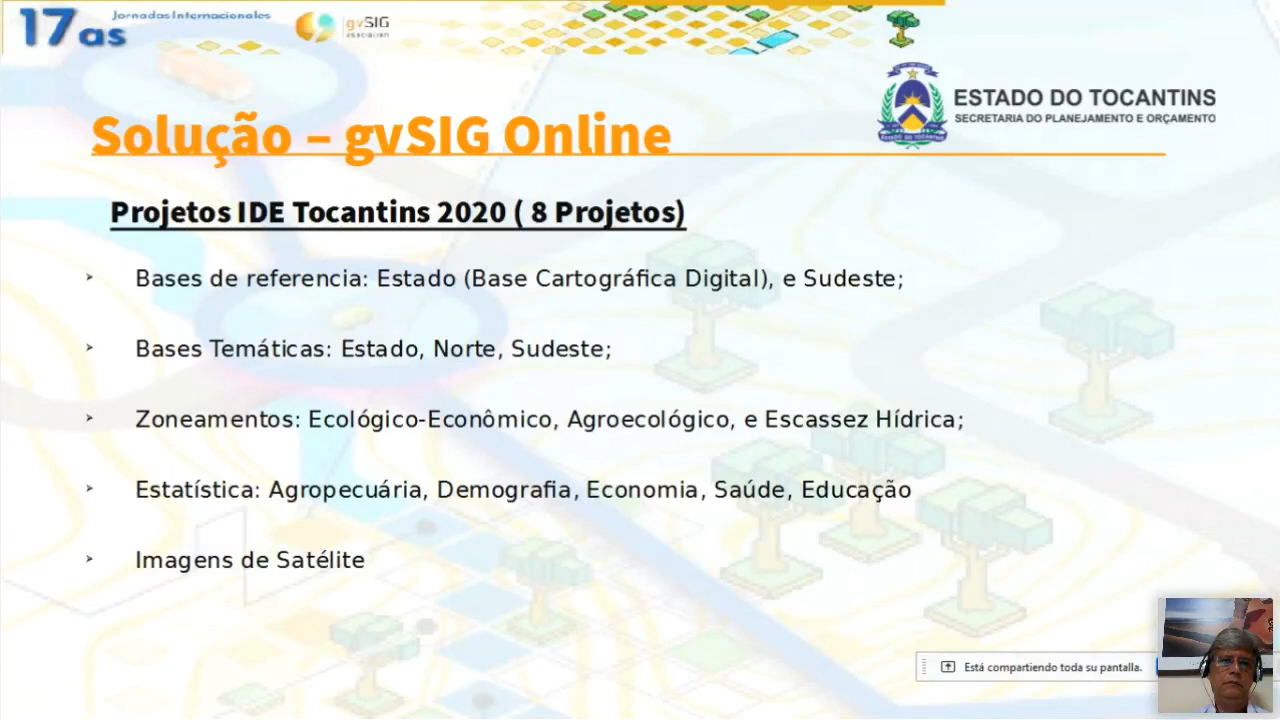 17as
Jornadas Internacionales
gvSIG
association
ESTADO DO TOCANTINS
SECRETARIA DO PLANEJAMENTO E ORÇAMENTO
Solução – gvSIG Online
Projetos IDE Tocantins 2020 ( 8 Projetos)
Bases de referencia: Estado (Base Cartográfica Digital), e Sudeste;
Bases Temáticas: Estado, Norte, Sudeste;
Zoneamentos: Ecológico-Econômico, Agroecológico, e Escassez Hídrica;
Estatística: Agropecuária, Demografia, Economia, Saúde, Educação
Imagens de Satélite
Está compartiendo toda su pantalla.